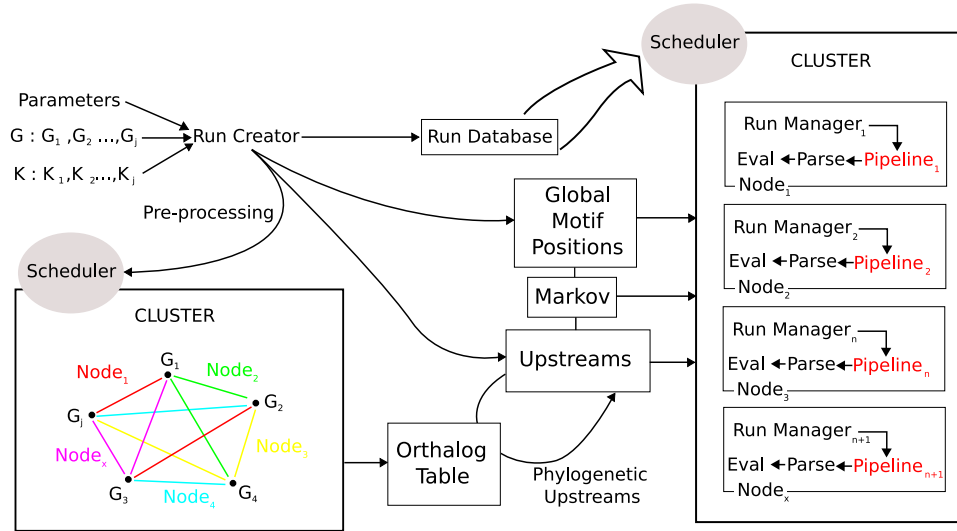 Scheduler
CLUSTER
Parameters
G : G1 ,G2 ...,Gj
K : K1,K2...,Kj
Run Creator
Run Database
Pre-processing
Global
Motif
Positions
Markov
Upstreams
Orthalog
Table
Phylogenetic
Upstreams
Scheduler
CLUSTER
Node1
G1
Node2
Gj
G2
Nodex
Node3
G3
Node4
G4
Run Manager1
Eval Parse Pipeline1
Node1
Run Manager2
Eval Parse Pipeline2
Node2
Run Managern
Eval Parse Pipelinen
Node3
Run Managern+1
Eval Parse Pipelinen+1
Nodex